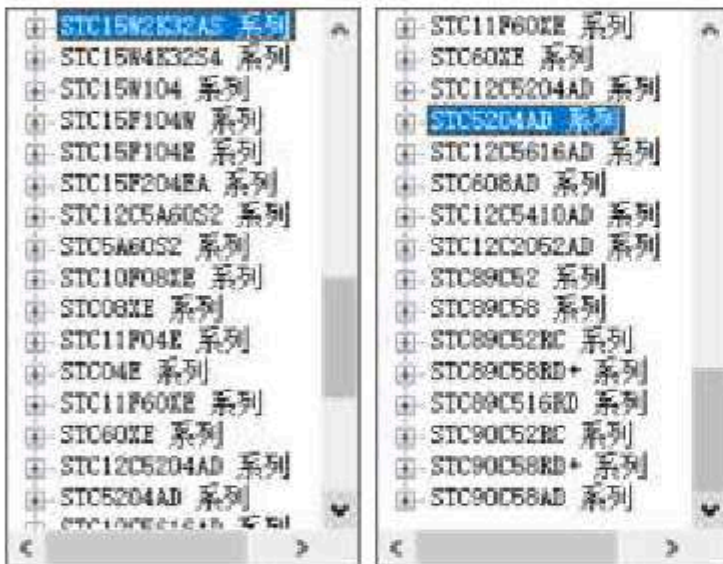 STC15W2K32AS 系列
STC15W4K32S4 系列
STC15W104 系列
STC15F104W 系列
STC15F104E 系列
STC15F204EA 系列
STC12C5A60S2 系列
STC5A60S2 系列
STC10F08XE 系列
STC08XE 系列
STC11F04E 系列
STC04E 系列
STC11F60XE 系列
STC60XE 系列
STC12C5204AD 系列
STC5204AD 系列
STC12C5616AD 系列
STC11F60XE 系列
STC60XE 系列
STC12C5204AD 系列
STC5204AD 系列
STC12C5616AD 系列
STC608AD 系列
STC12C5410AD 系列
STC12C2052AD 系列
STC89C52 系列
STC89C58 系列
STC89C52RC 系列
STC89C58RD+ 系列
STC89C516RD 系列
STC90C52RC 系列
STC90C58RD+ 系列
STC90C58AD 系列